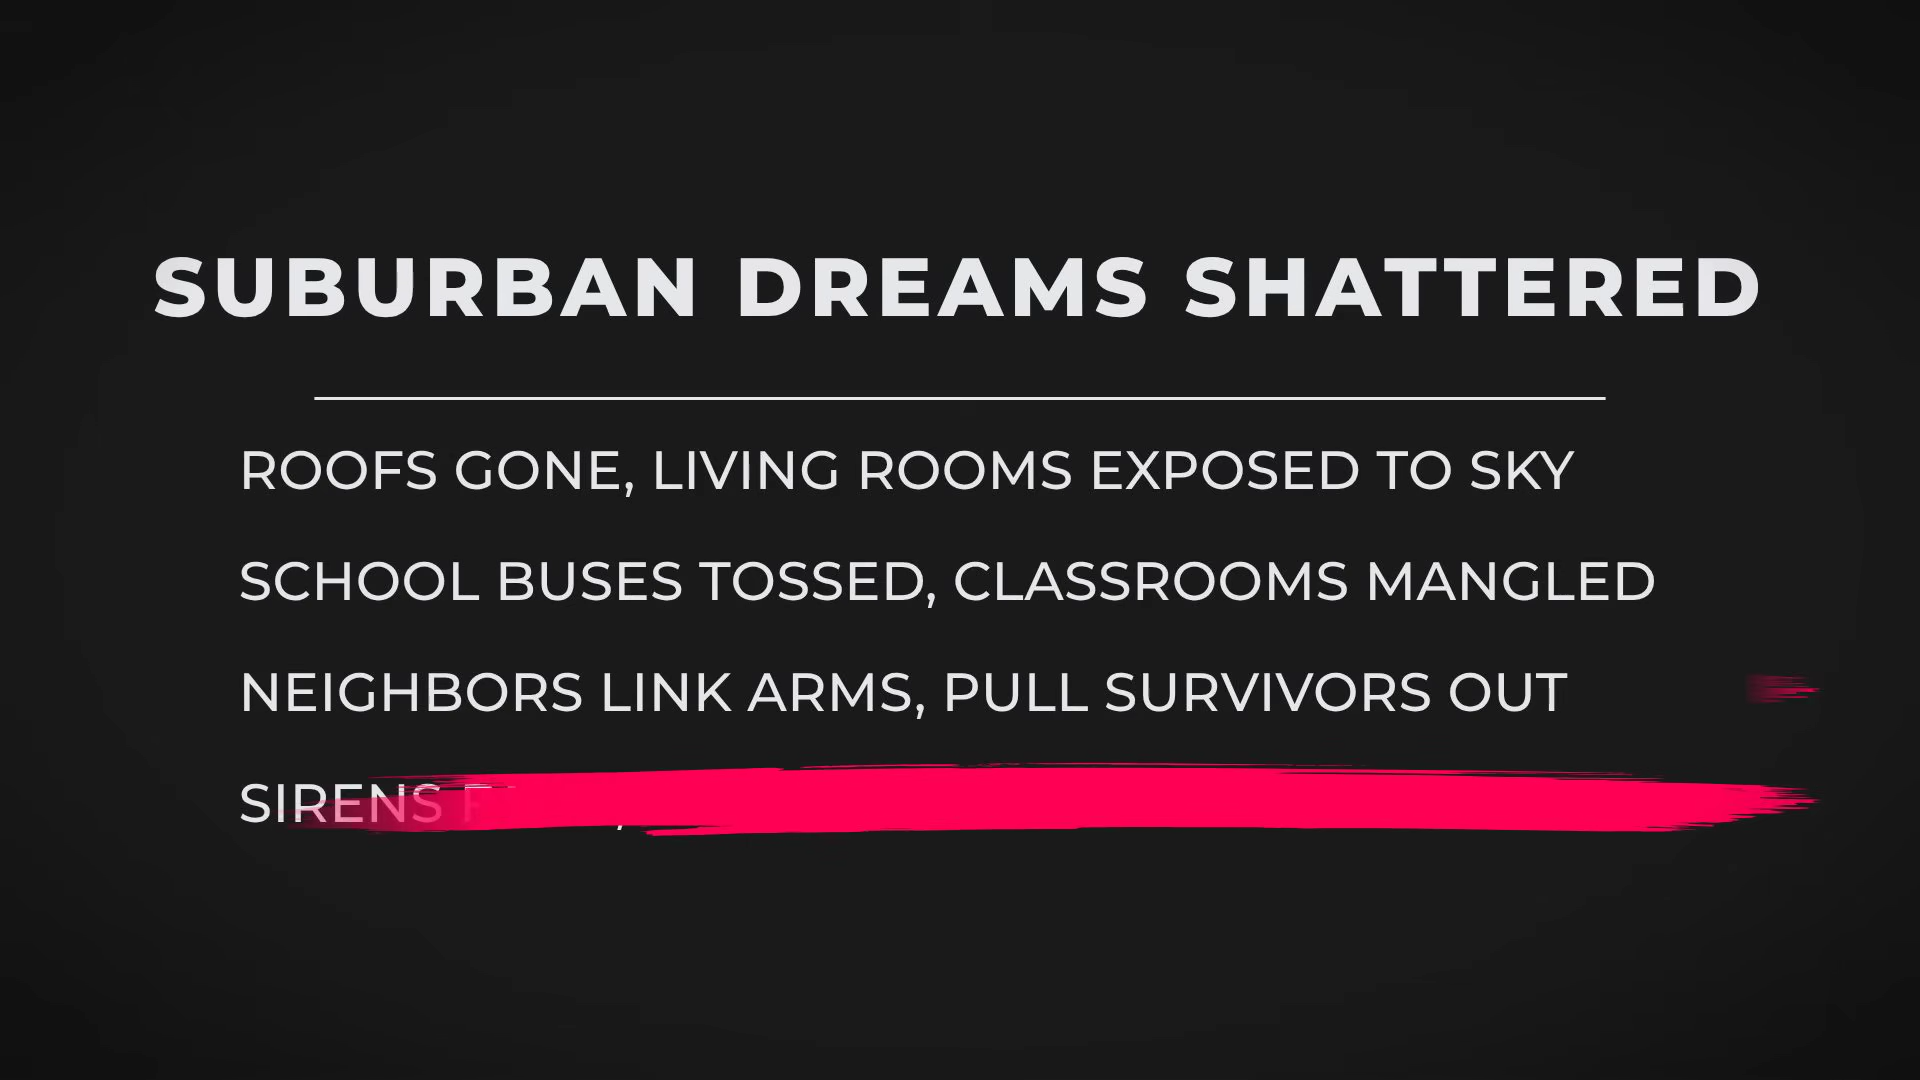 SUBURBAN DREAMS SHATTERED
ROOFS GONE, LIVING ROOMS EXPOSED TO SKY
SCHOOL BUSES TOSSED, CLASSROOMS MANGLED
NEIGHBORS LINK ARMS, PULL SURVIVORS OUT
SIRENS